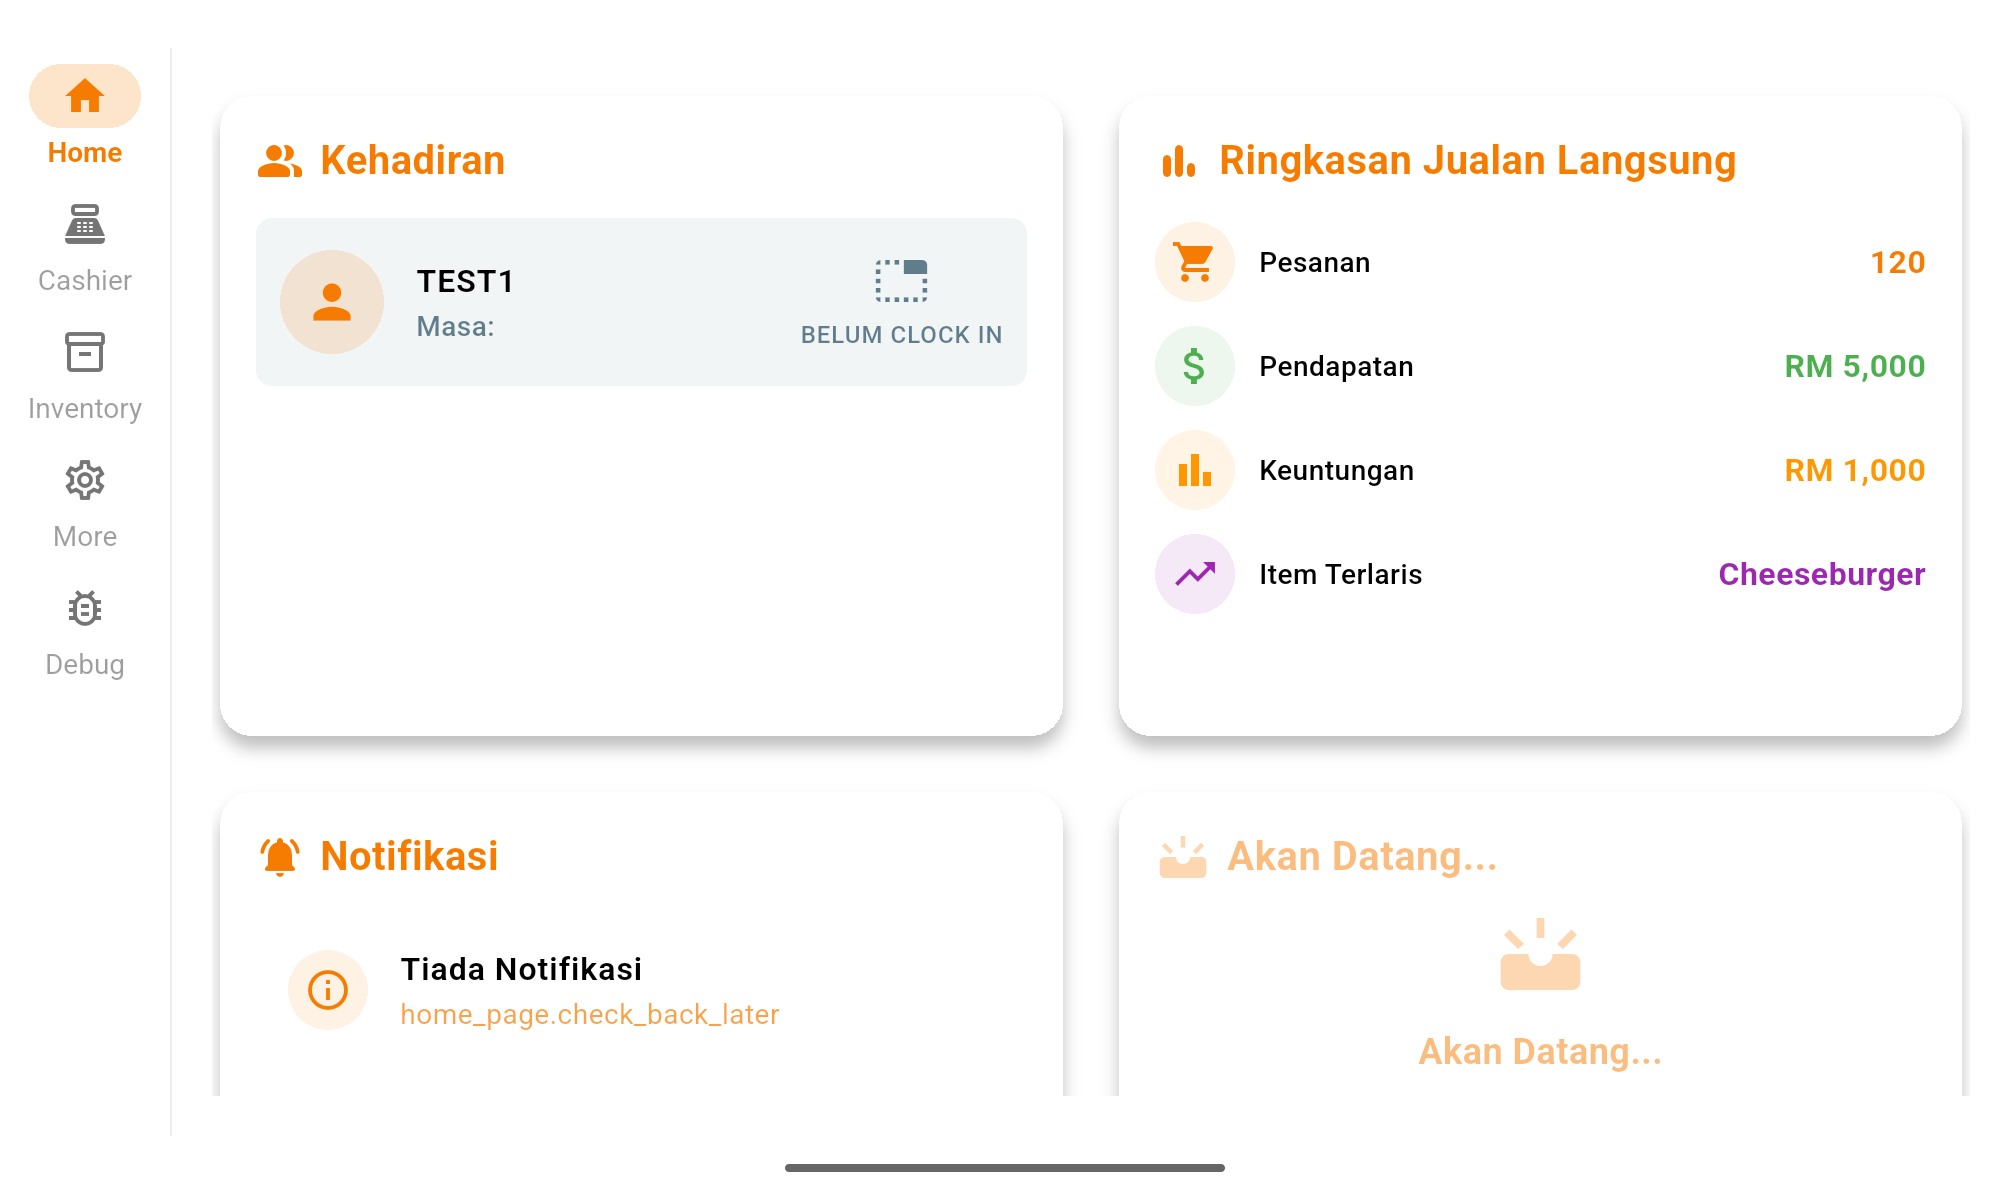 Home
Cashier
Inventory
More
Debug
Kehadiran
TEST1
Masa:
BELUM CLOCK IN
Ringkasan Jualan Langsung
Pesanan 120
Pendapatan RM 5,000
Keuntungan RM 1,000
Item Terlaris Cheeseburger
Notifikasi
Tiada Notifikasi
home_page.check_back_later
Akan Datang...
Akan Datang...